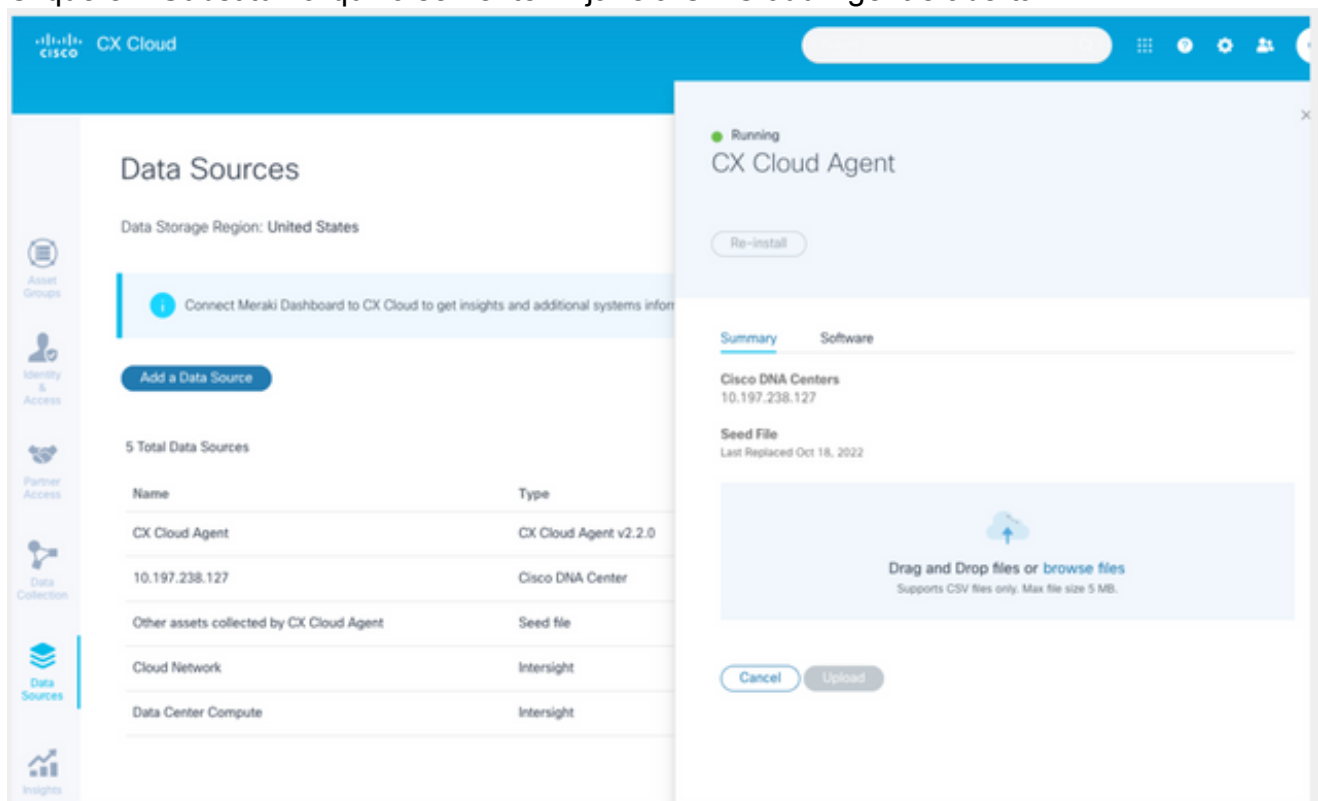 cisco CX Cloud
Data Sources
Data Storage Region: United States
Connect Meraki Dashboard to CX Cloud to get insights and additional systems infor
Add a Data Source
5 Total Data Sources
Name Type
CX Cloud Agent CX Cloud Agent v2.2.0
10.197.238.127 Cisco DNA Center
Other assets collected by CX Cloud Agent Seed file
Cloud Network Intersight
Data Center Compute Intersight
Asset
Groups
Identity
&
Access
Partner
Access
Data
Collection
Data
Sources
Insights
Running
CX Cloud Agent
Re-install
Summary Software
Cisco DNA Centers
10.197.238.127
Seed File
Last Replaced Oct 18, 2022
Drag and Drop files or browse files
Supports CSV files only. Max file size 5 MB.
Cancel Upload